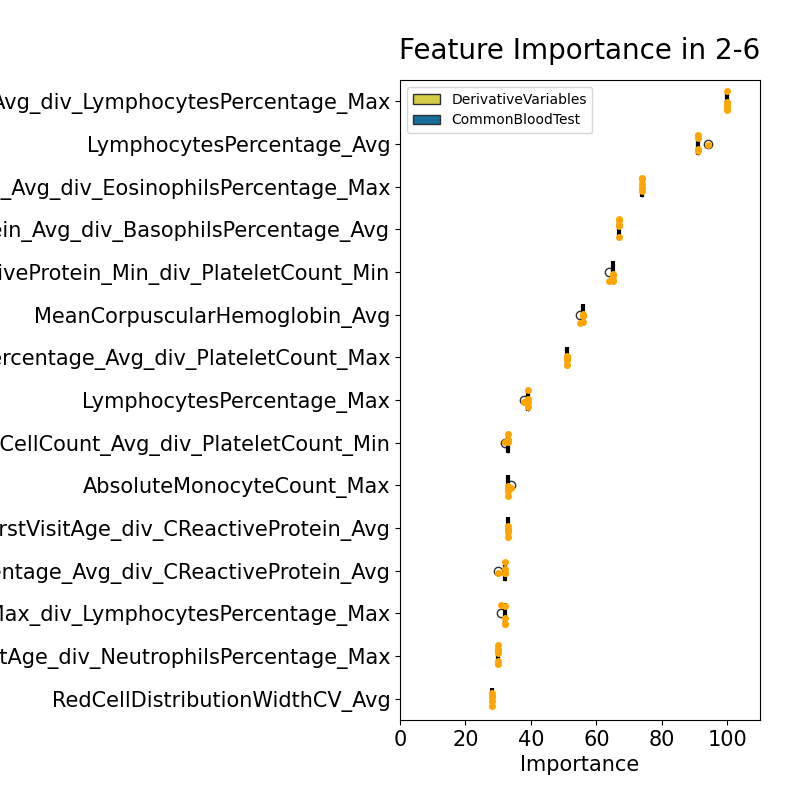 Feature Importance in 2-6
DerivativeVariables
CommonBloodTest
Avg_div_LymphocytesPercentage_Max
LymphocytesPercentage_Avg
_Avg_div_EosinophilsPercentage_Max
ein_Avg_div_BasophilsPercentage_Avg
iveProtein_Min_div_PlateletCount_Min
MeanCorpuscularHemoglobin_Avg
ercentage_Avg_div_PlateletCount_Max
LymphocytesPercentage_Max
CellCount_Avg_div_PlateletCount_Min
AbsoluteMonocyteCount_Max
rstVisitAge_div_CReactiveProtein_Avg
entage_Avg_div_CReactiveProtein_Avg
Max_div_LymphocytesPercentage_Max
tAge_div_NeutrophilsPercentage_Max
RedCellDistributionWidthCV_Avg
0 20 40 60 80 100
Importance